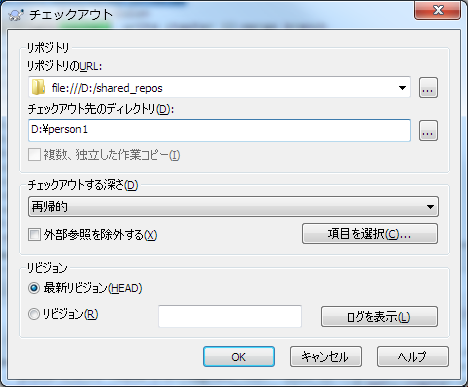 チェックアウト
リポジトリ
リポジトリのURL:
file:///D:/shared_repos
...
チェックアウト先のディレクトリ(D):
D:¥person1
...
複数、独立した作業コピー(I)
チェックアウトする深さ(D)
再帰的
外部参照を除外する(X)
項目を選択(C)...
リビジョン
最新リビジョン(HEAD)
リビジョン(R)
ログを表示(L)
OK キャンセル ヘルプ